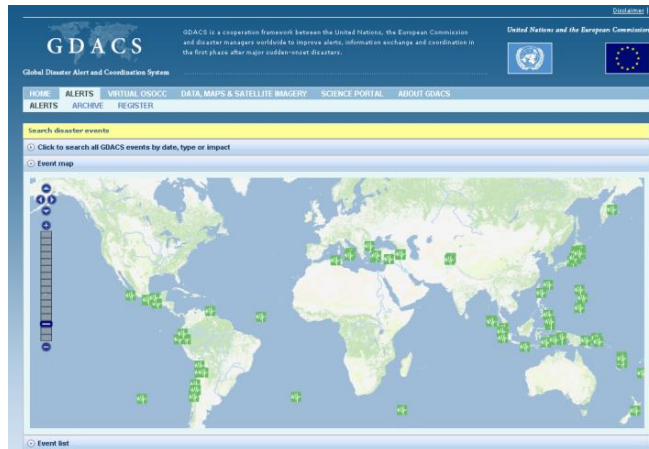 Disclaimer |
GDACS
GDACS is a cooperation framework between the United Nations, the European Commission
and disaster managers worldwide to improve alerts, information exchange and coordination in
the first phase after major sudden-onset disasters.
United Nations and the European Commission
Global Disaster Alert and Coordination System
HOME ALERTS VIRTUAL OSOCC DATA, MAPS & SATELLITE IMAGERY SCIENCE PORTAL ABOUT GDACS
ALERTS ARCHIVE REGISTER
Search disaster events
Click to search all GDACS events by date, type or impact
Event map
Event list